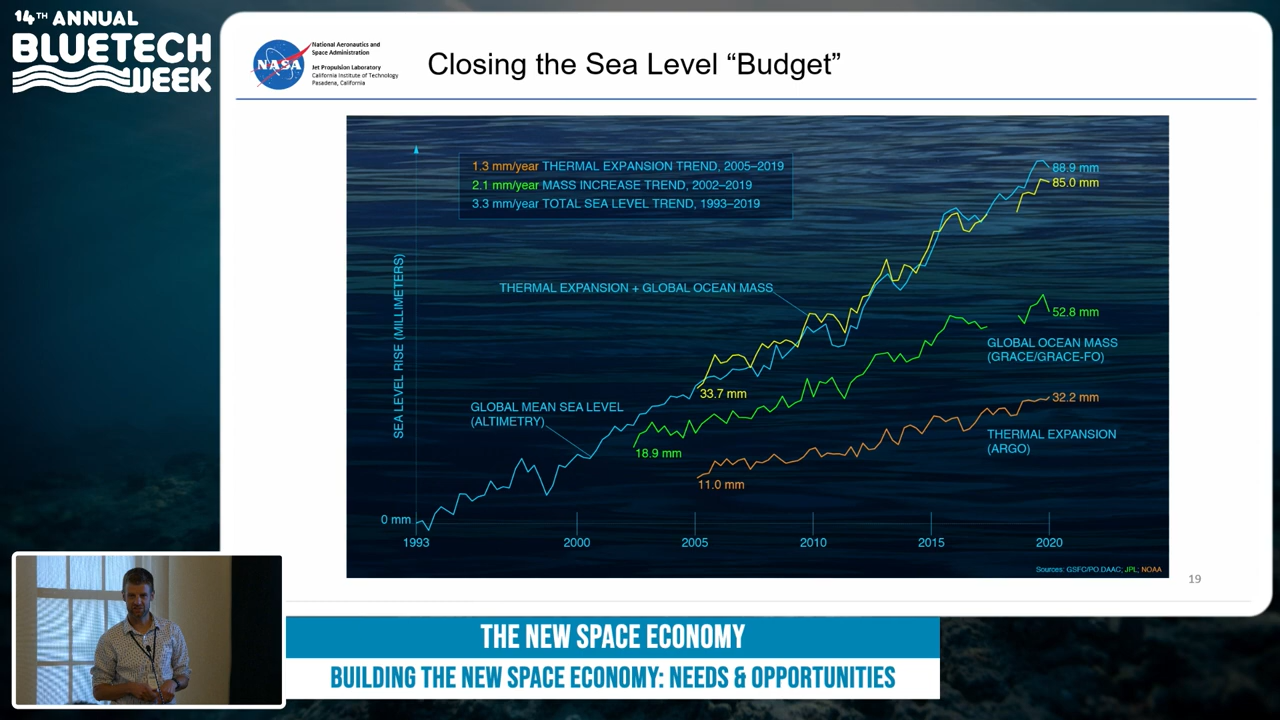 14TH ANNUAL
BLUETECH
WEEK
NASA
National Aeronautics and
Space Administration
Jet Propulsion Laboratory
California Institute of Technology
Pasadena, California
Closing the Sea Level “Budget”
1.3 mm/year THERMAL EXPANSION TREND, 2005–2019
2.1 mm/year MASS INCREASE TREND, 2002–2019
3.3 mm/year TOTAL SEA LEVEL TREND, 1993–2019
88.9 mm
85.0 mm
SEA LEVEL RISE (MILLIMETERS)
THERMAL EXPANSION + GLOBAL OCEAN MASS
52.8 mm
GLOBAL OCEAN MASS
(GRACE/GRACE-FO)
33.7 mm
32.2 mm
GLOBAL MEAN SEA LEVEL
(ALTIMETRY)
THERMAL EXPANSION
(ARGO)
18.9 mm
11.0 mm
0 mm
1993 2000 2005 2010 2015 2020
Sources: GSFC/PO.DAAC; JPL; NOAA
19
THE NEW SPACE ECONOMY
BUILDING THE NEW SPACE ECONOMY: NEEDS & OPPORTUNITIES